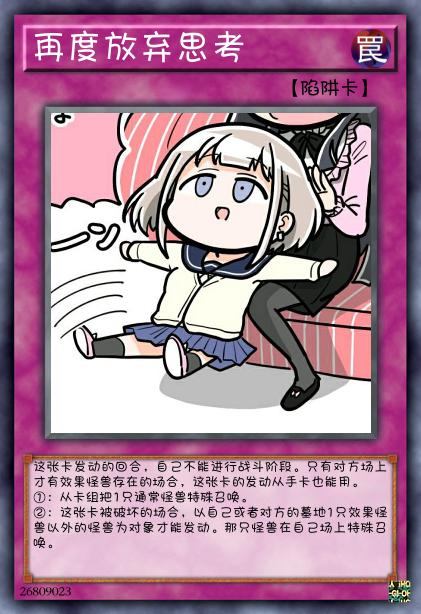 再度放弃思考
罠
【陷阱卡】
ノシ
这张卡发动的回合，自己不能进行战斗阶段。只有对方场上
才有效果怪兽存在的场合，这张卡的发动从手卡也能用。
①：从卡组把1只通常怪兽特殊召唤。
②：这张卡被破坏的场合，以自己或者对方的墓地1只效果怪
兽以外的怪兽为对象才能发动。那只怪兽在自己场上特殊召
唤。
26809023